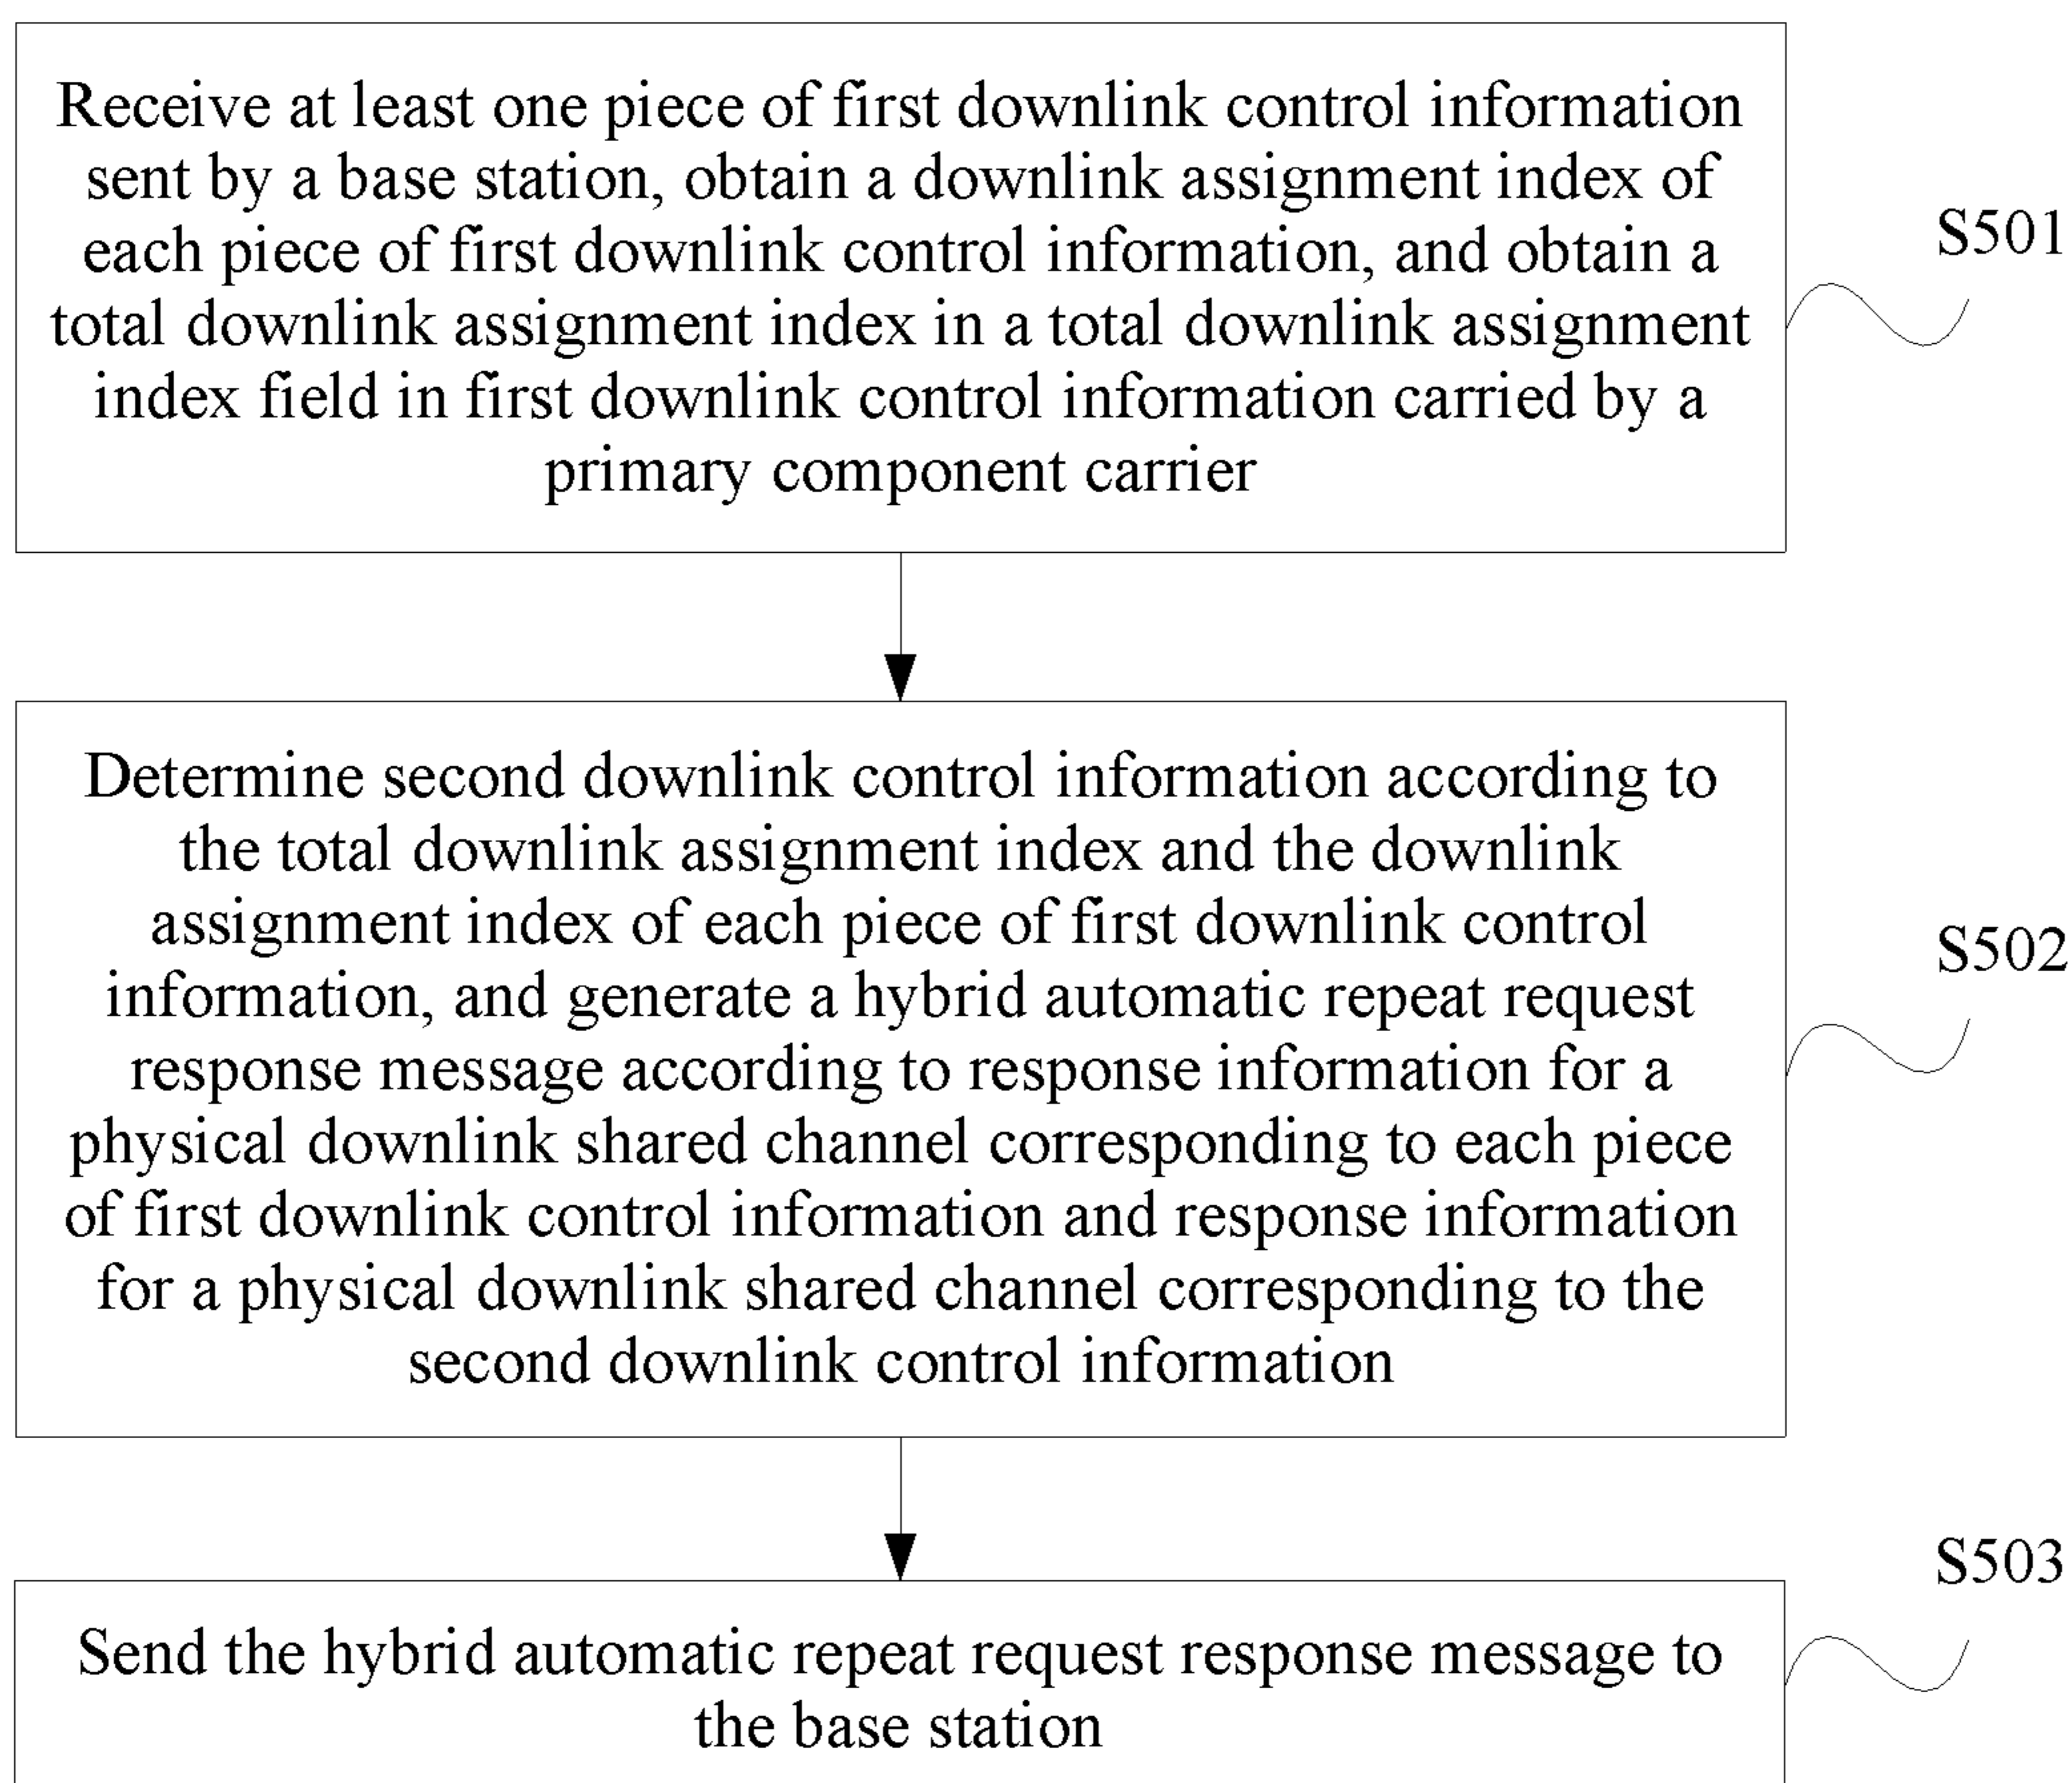 Receive at least one piece of first downlink control information
sent by a base station, obtain a downlink assignment index of
each piece of first downlink control information, and obtain a
total downlink assignment index in a total downlink assignment
index field in first downlink control information carried by a
primary component carrier
S501
Determine second downlink control information according to
the total downlink assignment index and the downlink
assignment index of each piece of first downlink control
information, and generate a hybrid automatic repeat request
response message according to response information for a
physical downlink shared channel corresponding to each piece
of first downlink control information and response information
for a physical downlink shared channel corresponding to the
second downlink control information
S502
Send the hybrid automatic repeat request response message to
the base station
S503